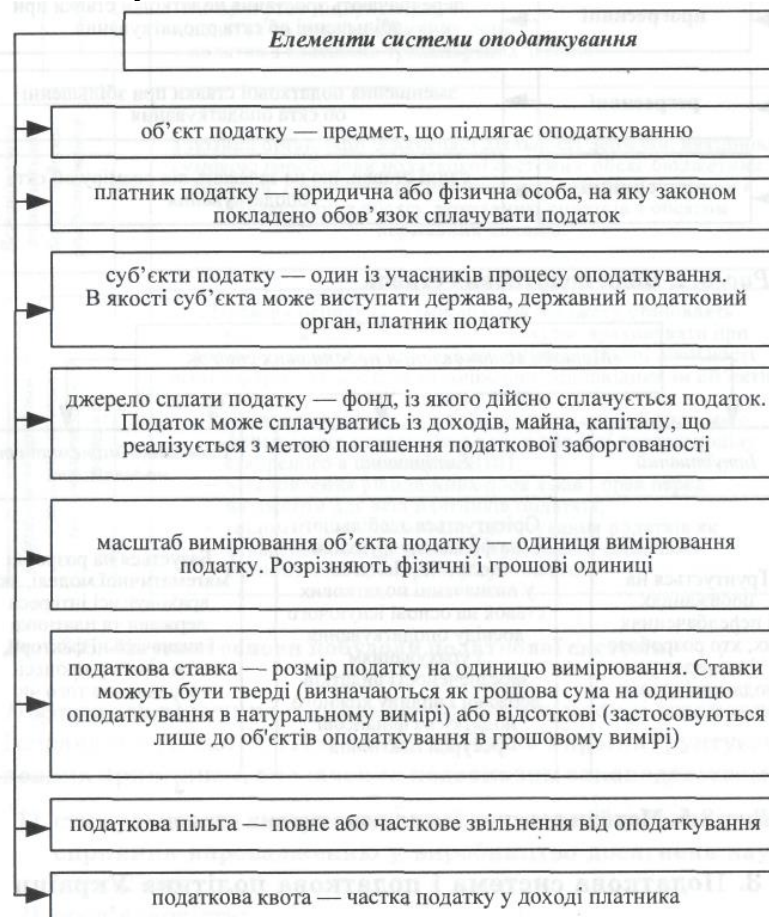 Елементи системи оподаткування
об’єкт податку — предмет, що підлягає оподаткуванню
платник податку — юридична або фізична особа, на яку законом
покладено обов’язок сплачувати податок
суб’єкти податку — один із учасників процесу оподаткування.
В якості суб’єкта може виступати держава, державний податковий
орган, платник податку
джерело сплати податку — фонд, із якого дійсно сплачується податок.
Податок може сплачуватись із доходів, майна, капіталу, що
реалізується з метою погашення податкової заборгованості
масштаб вимірювання об’єкта податку — одиниця вимірювання
податку. Розрізняють фізичні і грошові одиниці
податкова ставка — розмір податку на одиницю вимірювання. Ставки
можуть бути тверді (визначаються як грошова сума на одиницю
оподаткування в натуральному вимірі) або відсоткові (застосовуються
лише до об'єктів оподаткування в грошовому вимірі)
податкова пільга — повне або часткове звільнення від оподаткування
податкова квота — частка податку у доході платника